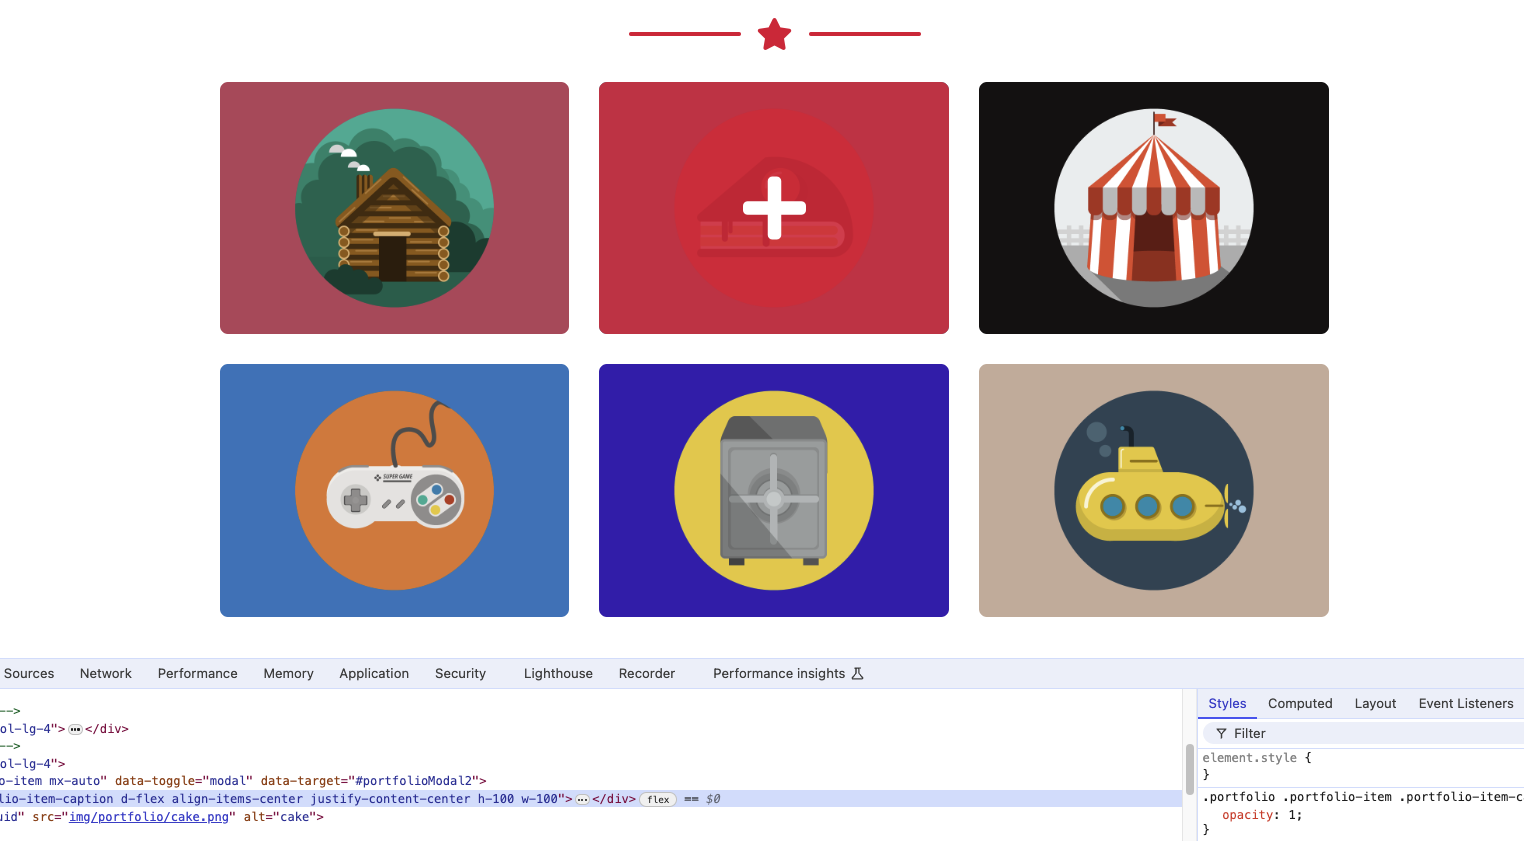 SUPER GAME
Sources Network Performance Memory Application Security Lighthouse Recorder Performance insights
-->
ol-lg-4">…</div>
-->
ol-lg-4">
o-item mx-auto" data-toggle="modal" data-target="#portfolioModal2">
lio-item-caption d-flex align-items-center justify-content-center h-100 w-100">…</div> flex == $0
uid" src="img/portfolio/cake.png" alt="cake">
Styles Computed Layout Event Listeners
Filter
element.style {
}
.portfolio .portfolio-item .portfolio-item-c
opacity: 1;
}